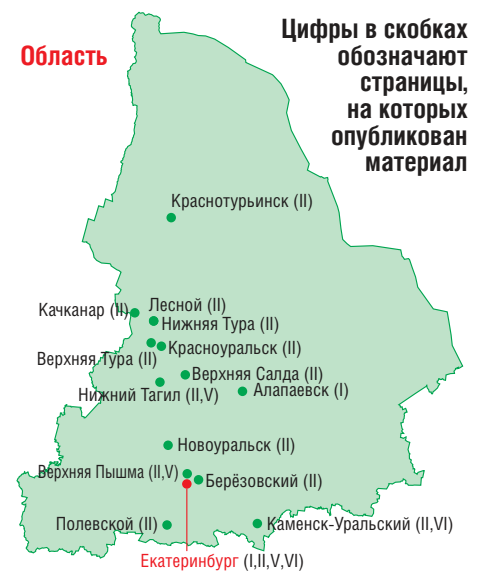 Область
Цифры в скобках
обозначают
страницы,
на которых
опубликован
материал
Краснотурьинск (II)
Качканар (II)
Лесной (II)
Нижняя Тура (II)
Верхняя Тура (II)
Красноуральск (II)
Верхняя Салда (II)
Нижний Тагил (II,V)
Алапаевск (I)
Новоуральск (II)
Верхняя Пышма (II,V)
Берёзовский (II)
Полевской (II)
Каменск-Уральский (II,VI)
Екатеринбург (I,II,V,VI)